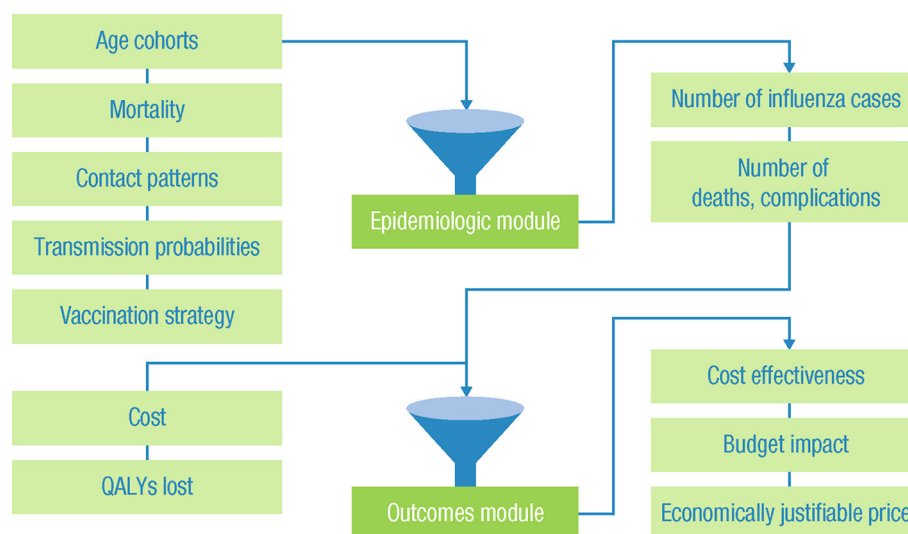 Age cohorts
Mortality
Contact patterns
Transmission probabilities
Vaccination strategy
Epidemiologic module
Number of influenza cases
Number of
deaths, complications
Cost
QALYs lost
Outcomes module
Cost effectiveness
Budget impact
Economically justifiable price